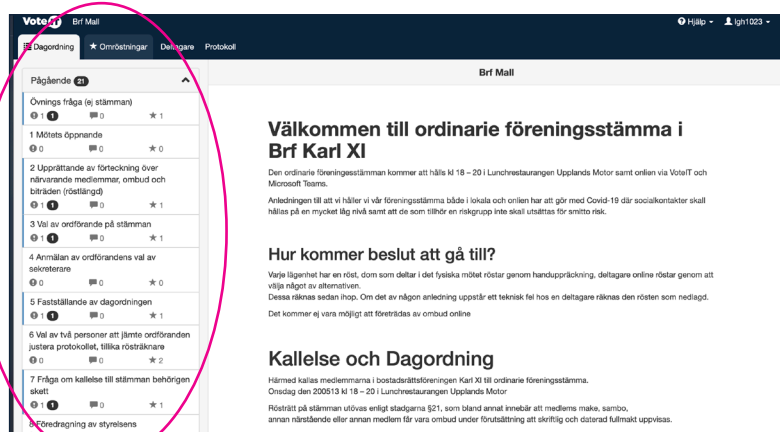 VoteIT Brf Mall Hjälp lgh1023
Dagordning Omröstningar Deltagare Protokoll
Pågående 21
Övnings fråga (ej stämman)
1 1 0 1
1 Mötets öppnande
0 0 0
2 Upprättande av förteckning över
närvarande medlemmar, ombud och
biträden (röstlängd)
1 1 0 1
3 Val av ordförande på stämman
1 1 0 1
4 Anmälan av ordförandens val av
sekreterare
0 0 0
5 Fastställande av dagordningen
1 1 0 1
6 Val av två personer att jämte ordföranden
justera protokollet, tillika rösträknare
0 0 2
7 Fråga om kallelse till stämman behörigen
skett
1 1 0 1
8 Föredragning av styrelsens
Brf Mall
Välkommen till ordinarie föreningsstämma i
Brf Karl XI
Den ordinarie föreningsstämman kommer att hålls kl 18 – 20 i Lunchrestaurangen Upplands Motor samt onlien via VoteIT och
Microsoft Teams.
Anledningen till att vi håller vi vår föreningsstämma både i lokala och onlien har att gör med Covid-19 där socialkontakter skall
hållas på en mycket låg nivå samt att de som tillhör en riskgrupp inte skall utsättas för smitto risk.
Hur kommer beslut att gå till?
Varje lägenhet har en röst, dom som deltar i det fysiska mötet röstar genom handuppräckning, deltagare online röstar genom att
välja något av alternativen.
Dessa räknas sedan ihop. Om det av någon anledning uppstår ett teknisk fel hos en deltagare räknas den rösten som nedlagd.
Det kommer ej vara möjligt att företrädas av ombud online
Kallelse och Dagordning
Härmed kallas medlemmarna i bostadsrättsföreningen Karl XI till ordinarie föreningsstämma.
Onsdag den 200513 kl 18 – 20 i Lunchrestaurangen Upplands Motor
Rösträtt på stämman utövas enligt stadgarna §21, som bland annat innebär att medlems make, sambo,
annan närstående eller annan medlem får vara ombud under förutsättning att skriftlig och daterad fullmakt uppvisas.